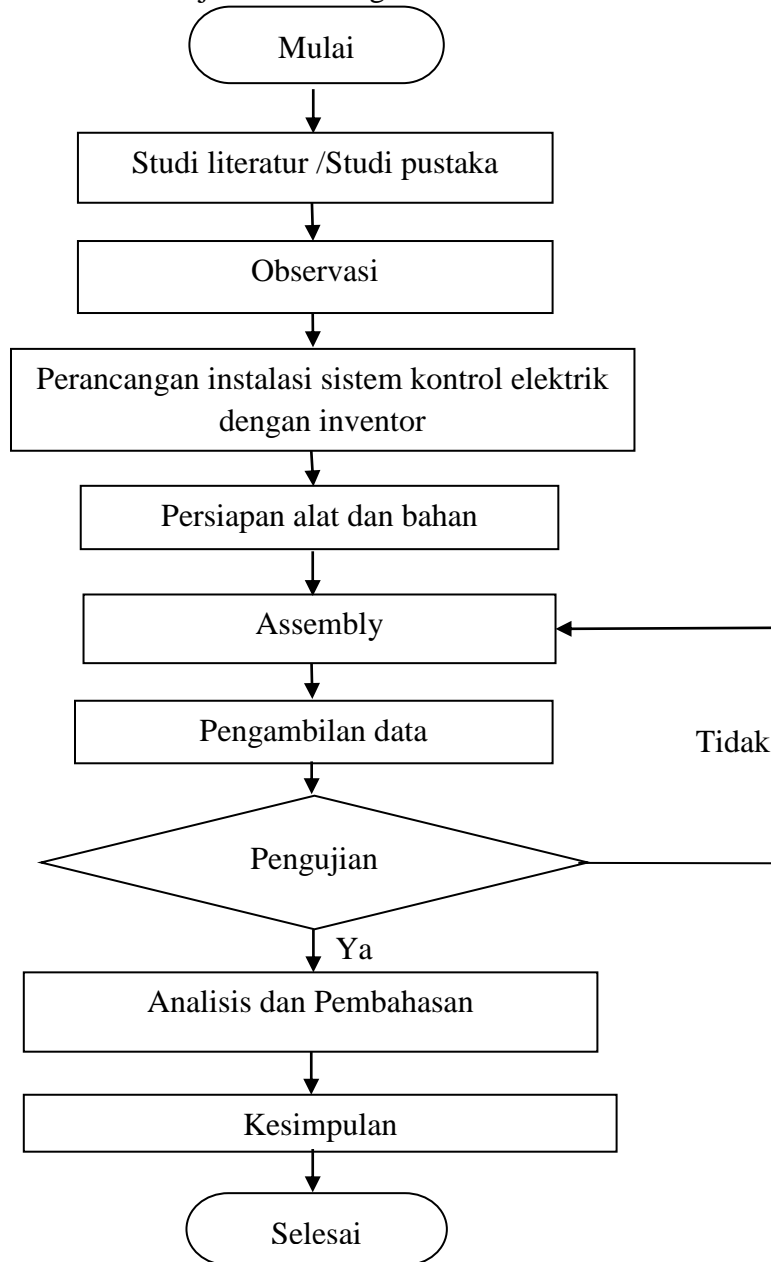 Mulai
Studi literatur /Studi pustaka
Observasi
Perancangan instalasi sistem kontrol elektrik
dengan inventor
Persiapan alat dan bahan
Assembly
Pengambilan data
Tidak
Pengujian
Ya
Analisis dan Pembahasan
Kesimpulan
Selesai